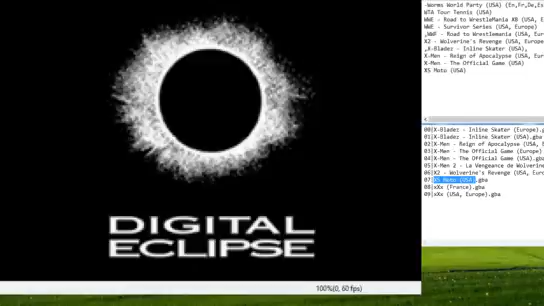 DIGITAL
ECLIPSE
100%(0, 60 fps)
-Worms World Party (USA) (En,Fr,De,Es
WTA Tour Tennis (USA)
WWE - Road to WrestleMania X8 (USA, E
WWE - Survivor Series (USA, Europe)
,WWF - Road to Wrestlemania (USA, Eur
X2 - Wolverine's Revenge (USA, Europe
,X-Bladez - Inline Skater (USA),
X-Men - Reign of Apocalypse (USA, Eur
X-Men - The Official Game (USA)
XS Moto (USA)
00|X-Bladez - Inline Skater (Europe).g
01|X-Bladez - Inline Skater (USA).gba
02|X-Men - Reign of Apocalypse (USA, E
03|X-Men - The Official Game (Europe)
04|X-Men - The Official Game (USA).gb
05|X-Men 2 - La Vengeance de Wolverine
06|X2 - Wolverine's Revenge (USA, Euro
07|XS Moto (USA).gba
08|xXx (France).gba
09|xXx (USA, Europe).gba